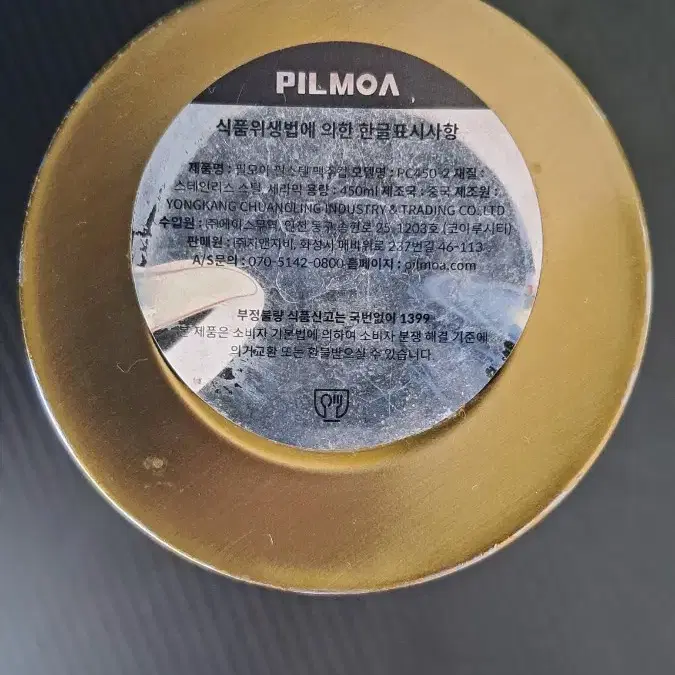 PILMOA
식품위생법에 의한 한글표시사항
제품명 : 필모아 파스텔 맥주컵 모델명 : PC450-2 재질 :
스테인리스 스틸, 세라믹 용량 : 450ml 제조국 : 중국 제조원 :
YONGKANG CHUANGLING INDUSTRY & TRADING CO.,LTD
수입원 : (주)에이스무역, 인천 동구 송현로 25, 1203호 (코아루시티)
판매원 : (주)지앤지비, 화성시 매바위로 237번길 46-113
A/S문의 : 070-5142-0800 홈페이지 : pilmoa.com
부정불량 식품신고는 국번없이 1399
본 제품은 소비자 기본법에 의하여 소비자 분쟁 해결 기준에
의거교환 또는 환불받으실 수 있습니다.